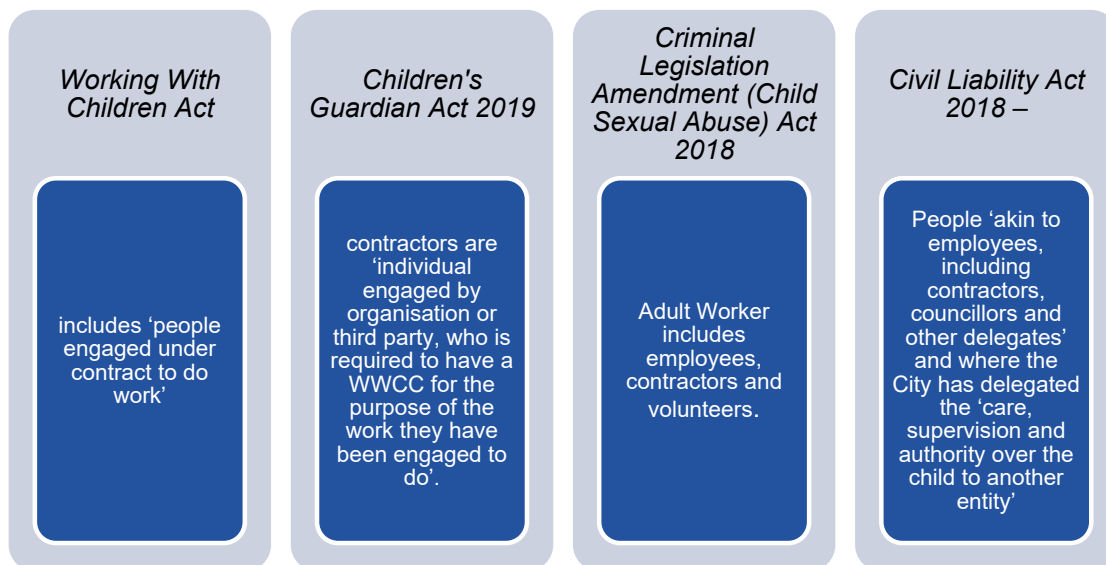 Working With
Children Act
includes ‘people
engaged under
contract to do
work’
Children's
Guardian Act 2019
contractors are
‘individual
engaged by
organisation or
third party, who is
required to have a
WWCC for the
purpose of the
work they have
been engaged to
do’.
Criminal
Legislation
Amendment (Child
Sexual Abuse) Act
2018
Adult Worker
includes
employees,
contractors and
volunteers.
Civil Liability Act
2018 –
People ‘akin to
employees,
including
contractors,
councillors and
other delegates’
and where the
City has delegated
the ‘care,
supervision and
authority over the
child to another
entity’